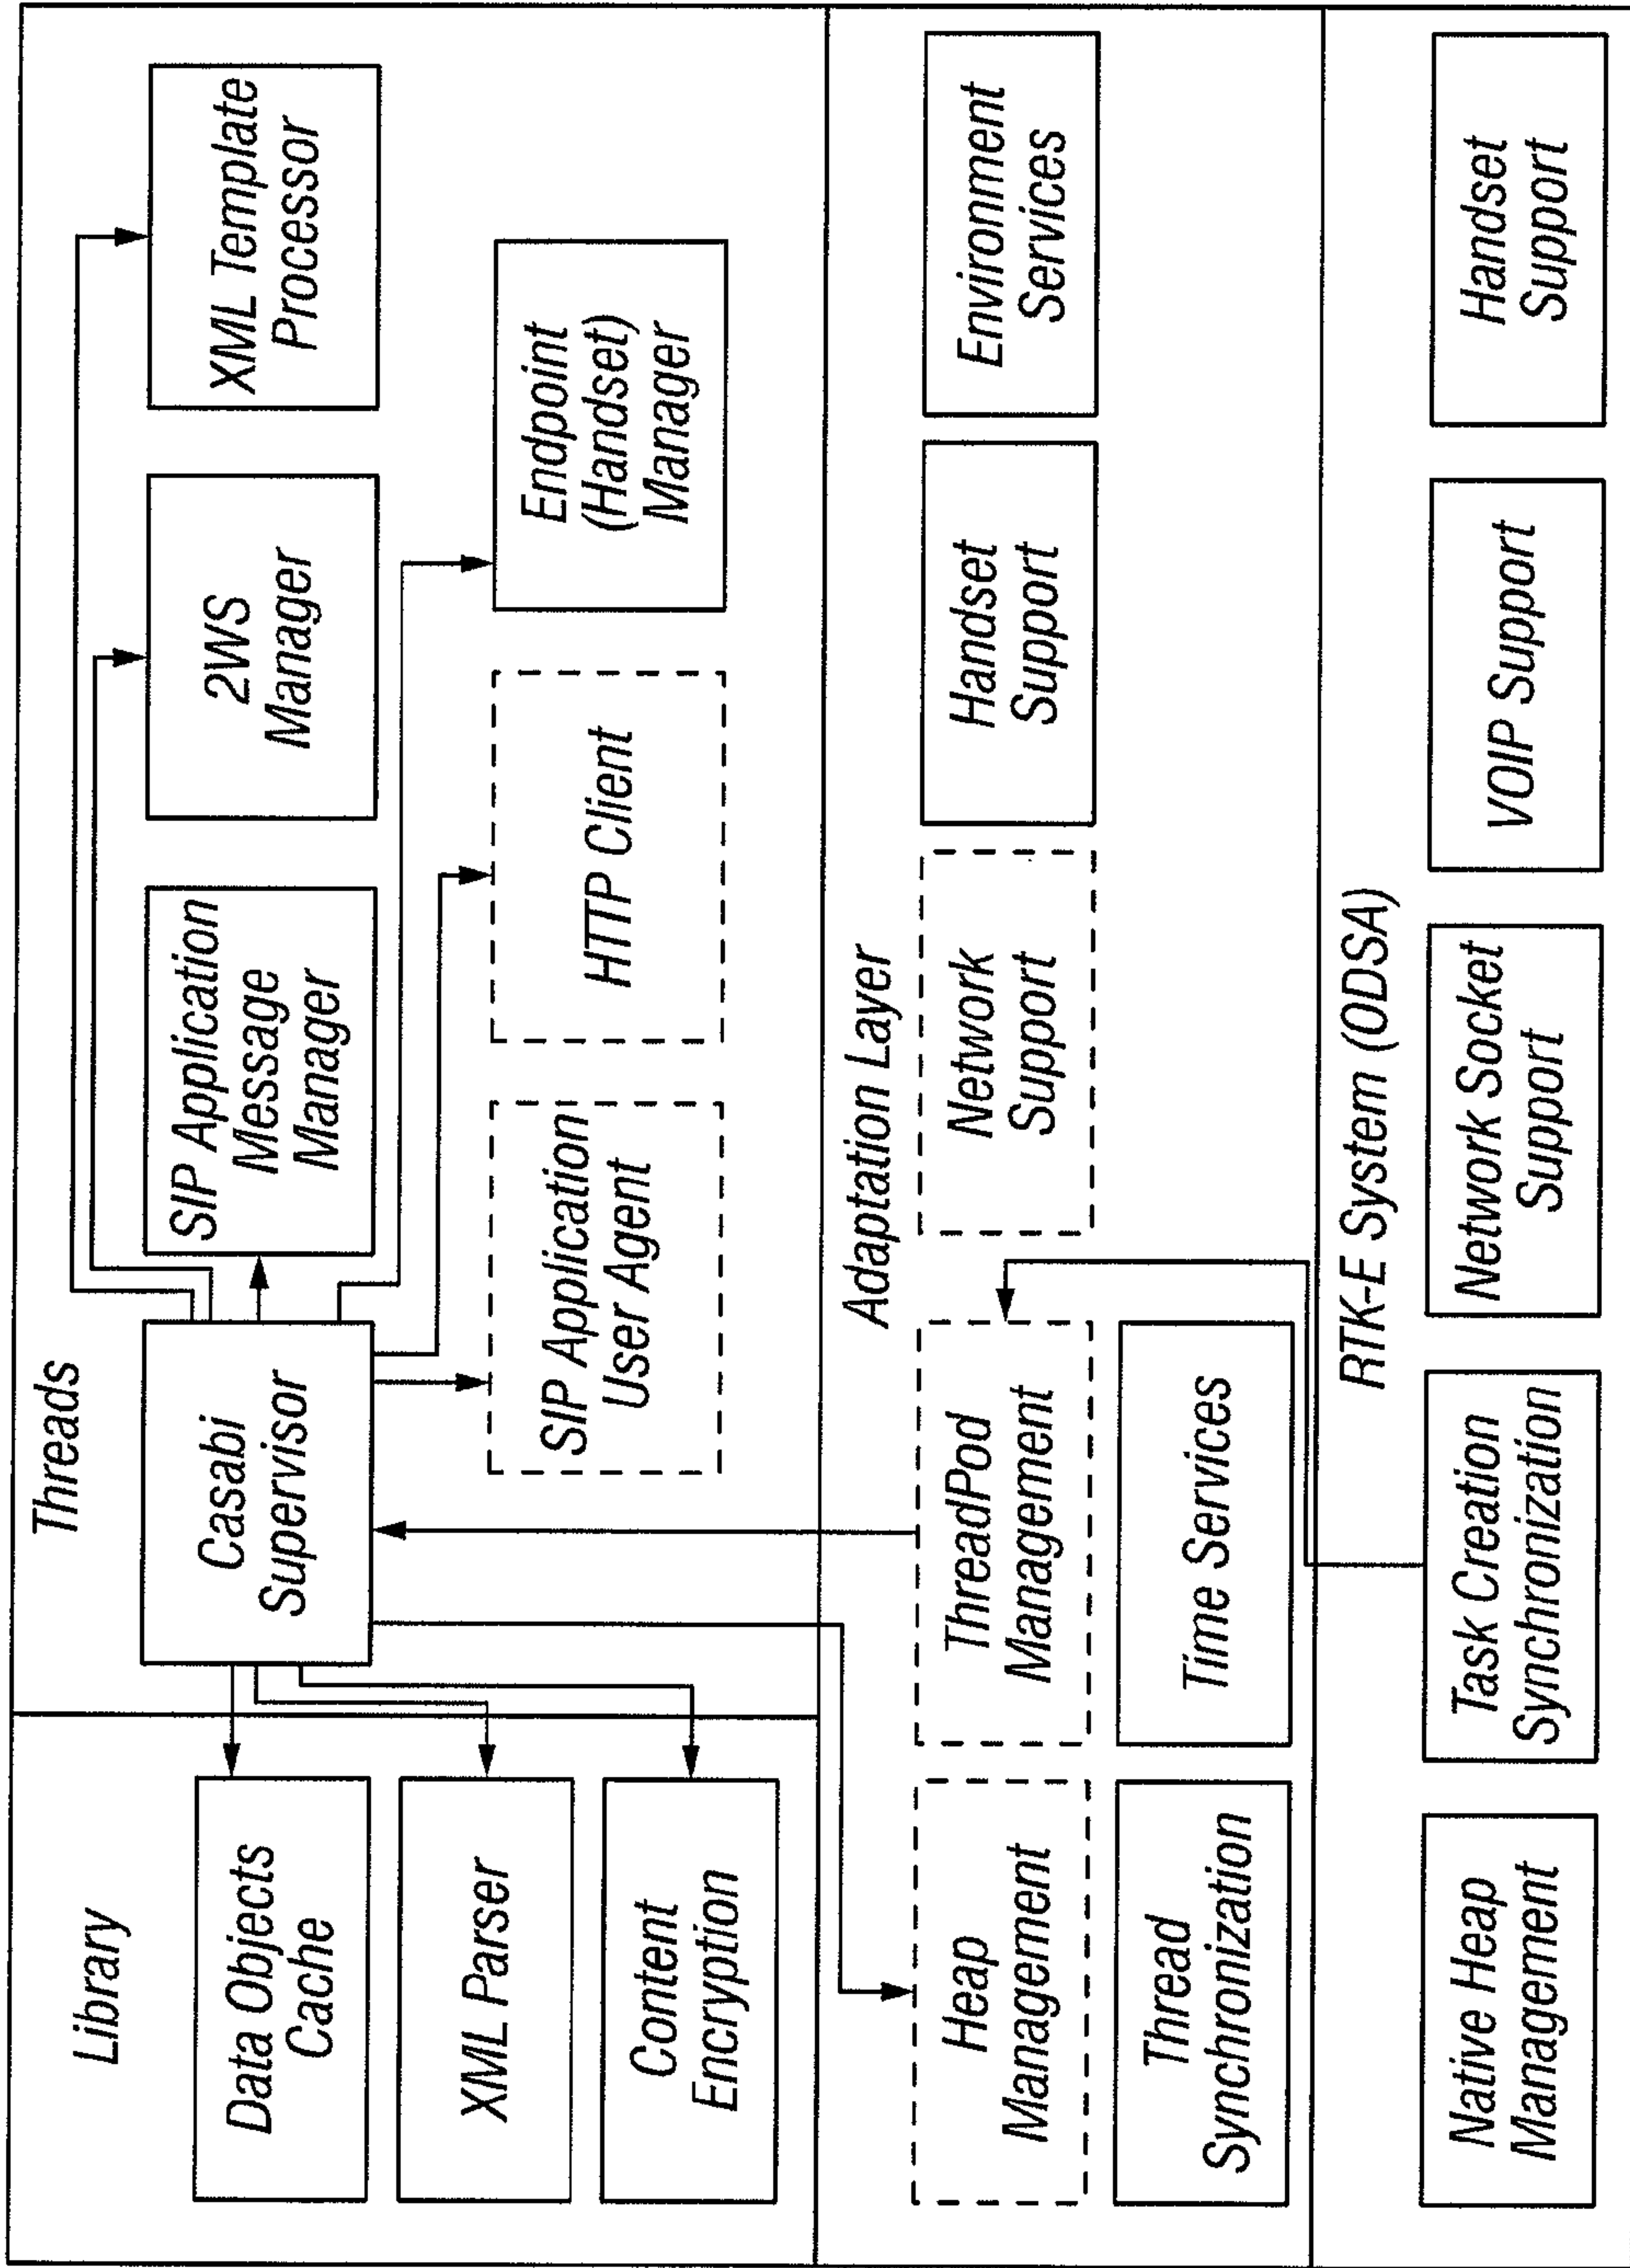 Library
Data Objects
Cache
XML Parser
Content
Encryption
Threads
Casabi
Supervisor
SIP Application
Message
Manager
2WS
Manager
XML Template
Processor
SIP Application
User Agent
HTTP Client
Endpoint
(Handset)
Manager
Adaptation Layer
Heap
Management
ThreadPod
Management
Network
Support
Handset
Support
Environment
Services
Thread
Synchronization
Time Services
RTK-E System (ODSA)
Native Heap
Management
Task Creation
Synchronization
Network Socket
Support
VOIP Support
Handset
Support